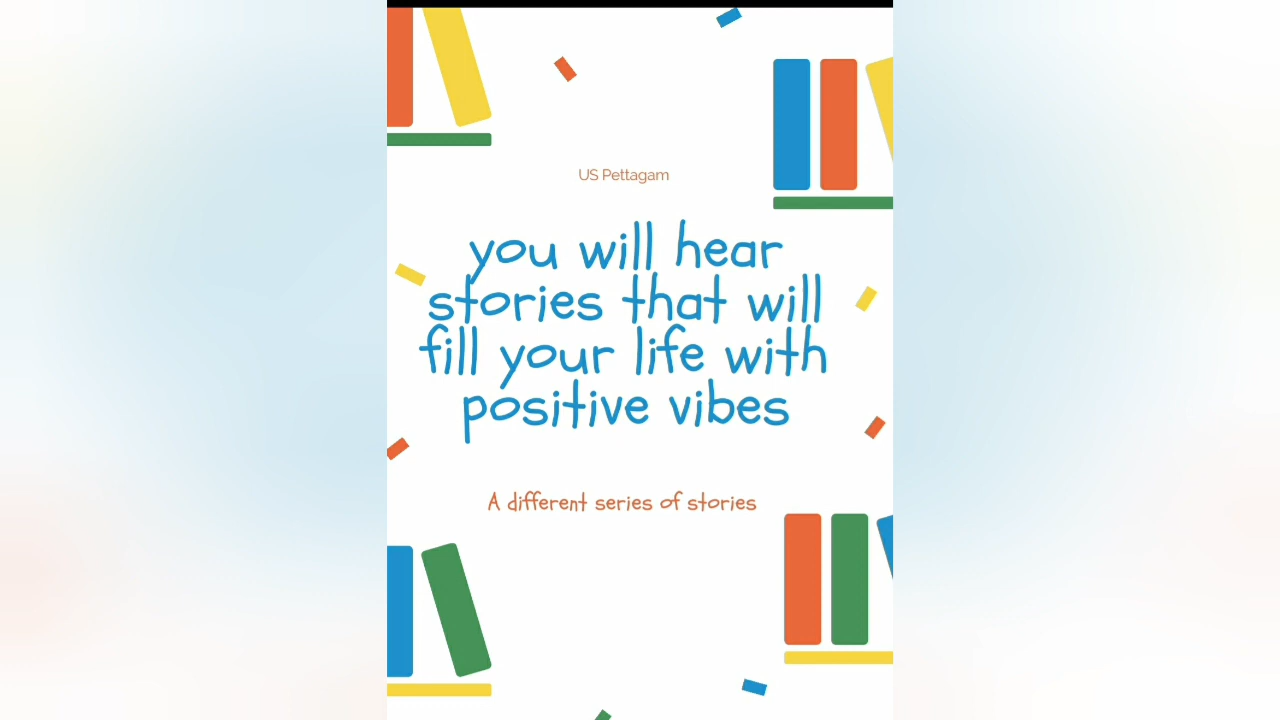 US Pettagam
you will hear
stories that will
fill your life with
positive vibes
A different series of stories